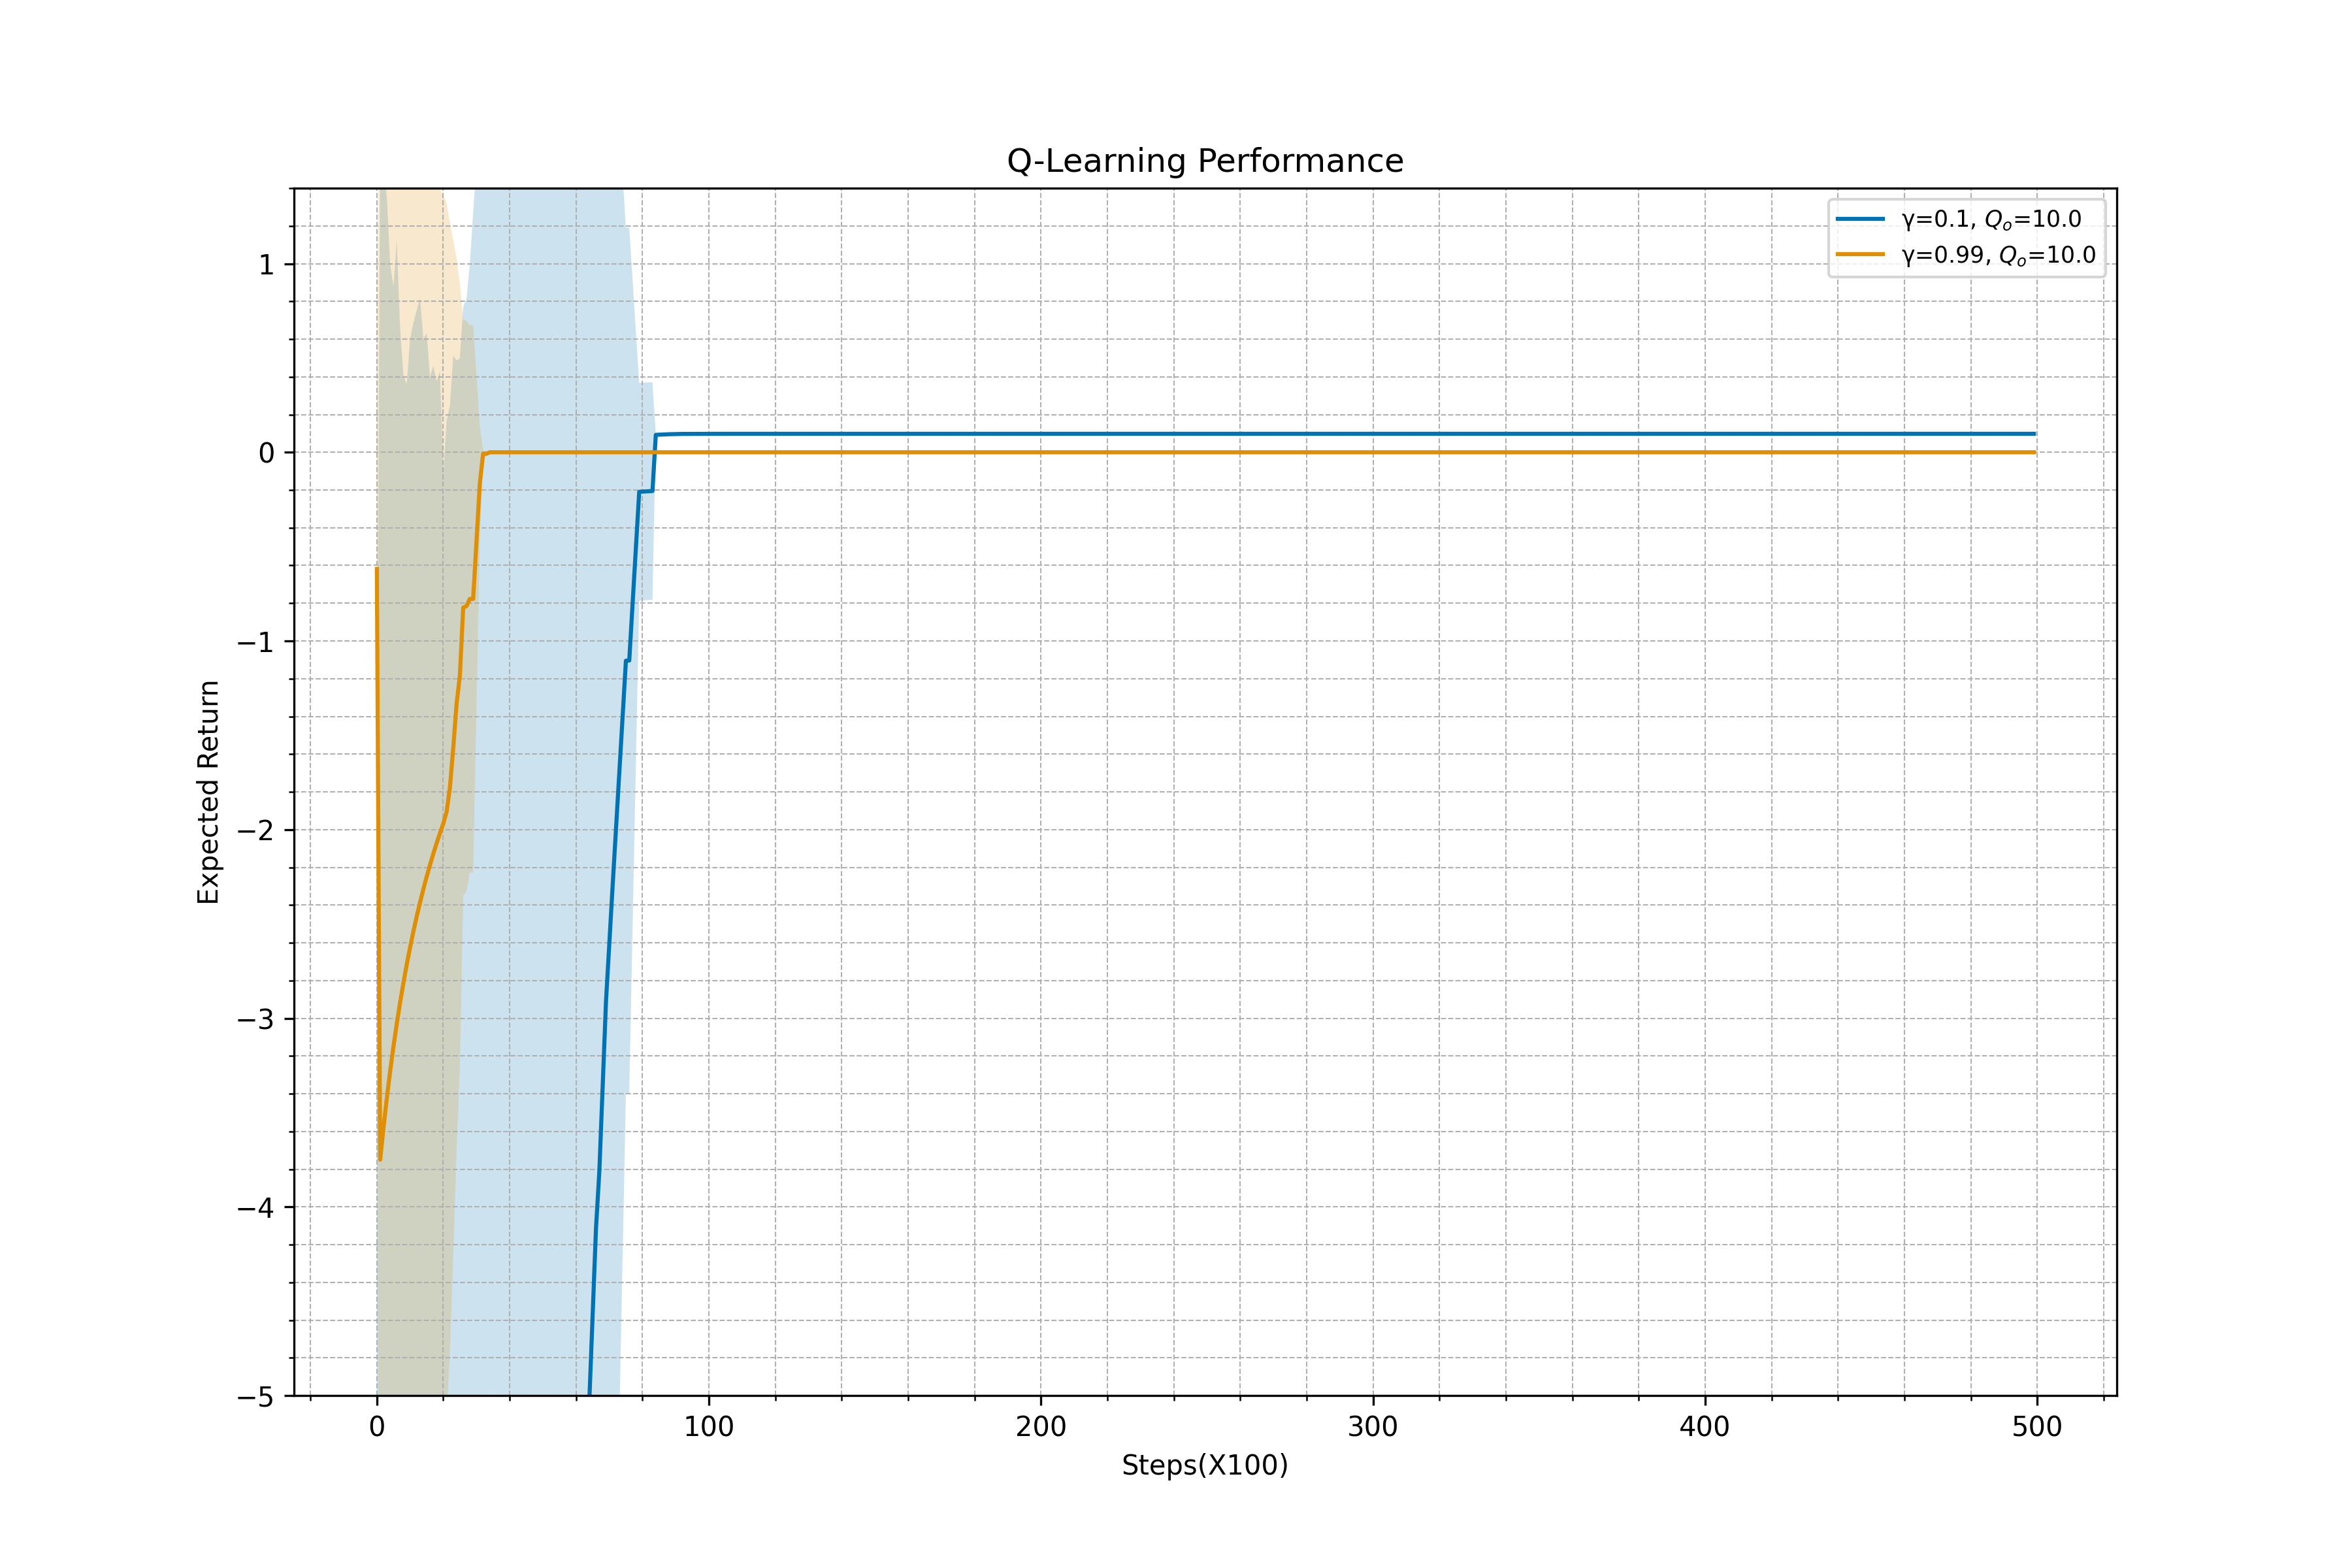 Q-Learning Performance
γ=0.1, Qₒ=10.0
γ=0.99, Qₒ=10.0
Expected Return
1
0
−1
−2
−3
−4
−5
0 100 200 300 400 500
Steps(X100)